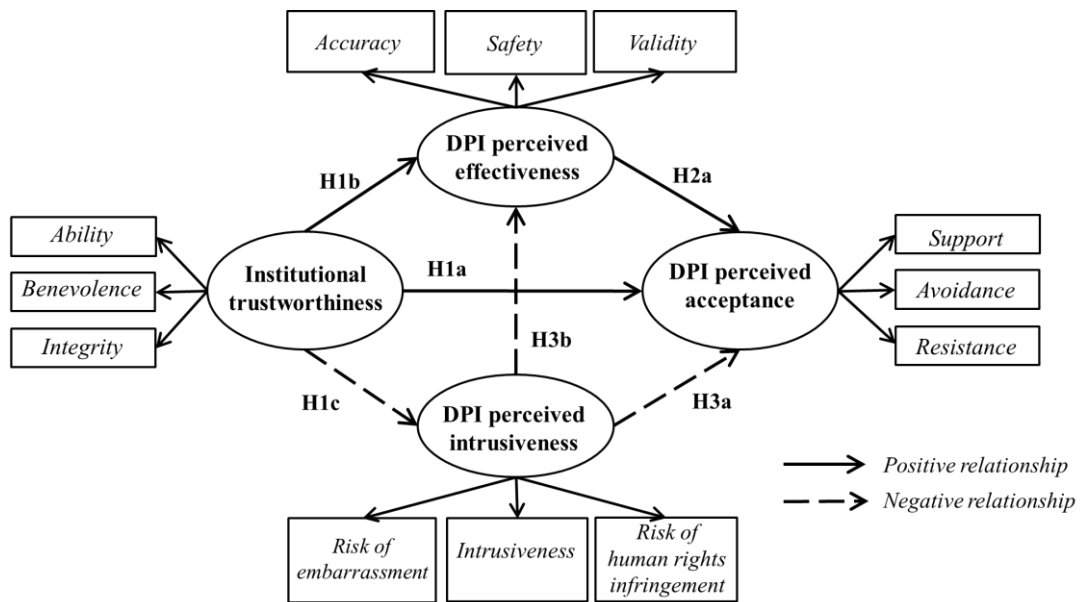 Accuracy
Safety
Validity
DPI perceived
effectiveness
H1b
H2a
Ability
Benevolence
Integrity
Institutional
trustworthiness
H1a
DPI perceived
acceptance
Support
Avoidance
Resistance
H3b
H1c
H3a
DPI perceived
intrusiveness
Positive relationship
Negative relationship
Risk of
embarrassment
Intrusiveness
Risk of
human rights
infringement